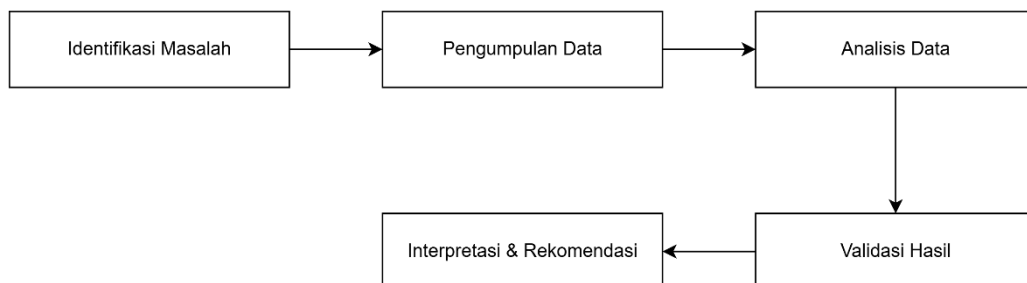 Identifikasi Masalah
Pengumpulan Data
Analisis Data
Validasi Hasil
Interpretasi & Rekomendasi